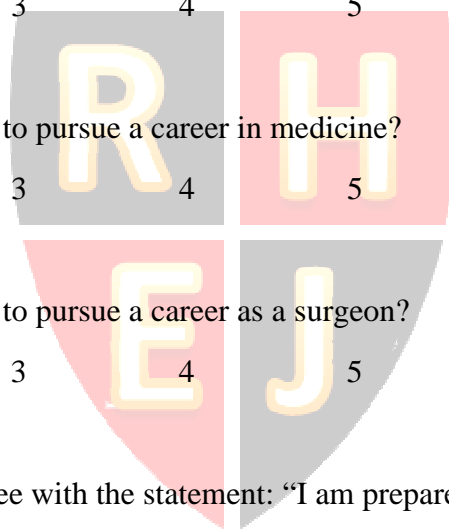 3 4 5
to pursue a career in medicine?
3 4 5
to pursue a career as a surgeon?
3 4 5
ee with the statement: “I am prepare
R H
E J